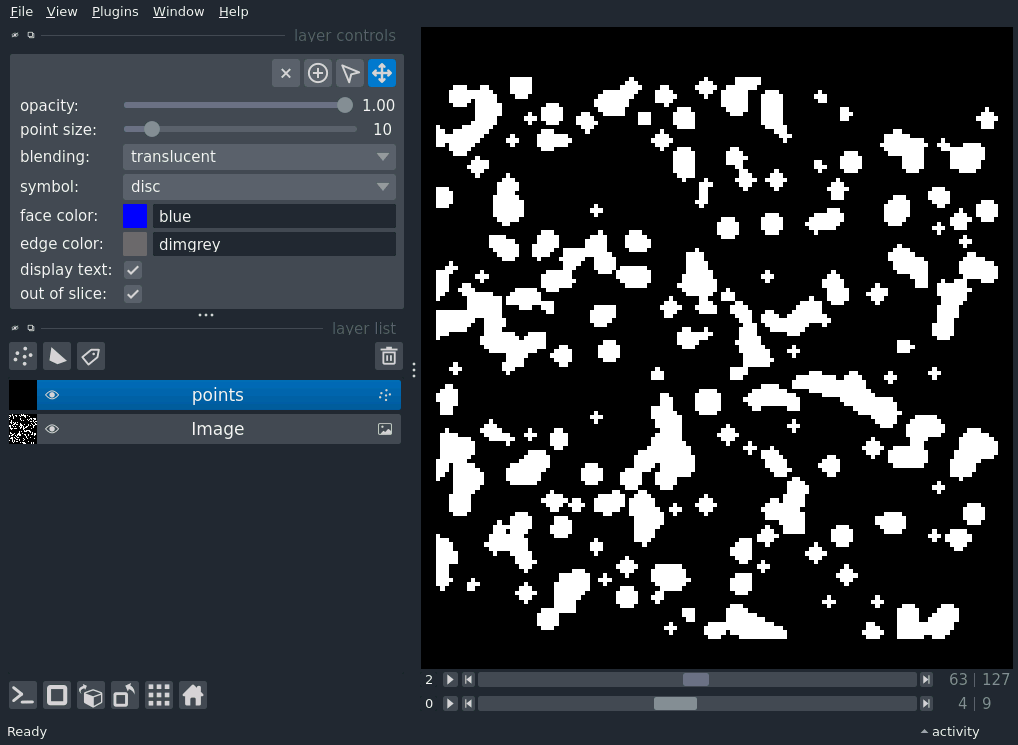 File View Plugins Window Help
layer controls
opacity: 1.00
point size: 10
blending: translucent
symbol: disc
face color: blue
edge color: dimgrey
display text:
out of slice:
layer list
points
Image
2 63 | 127
0 4 | 9
Ready activity